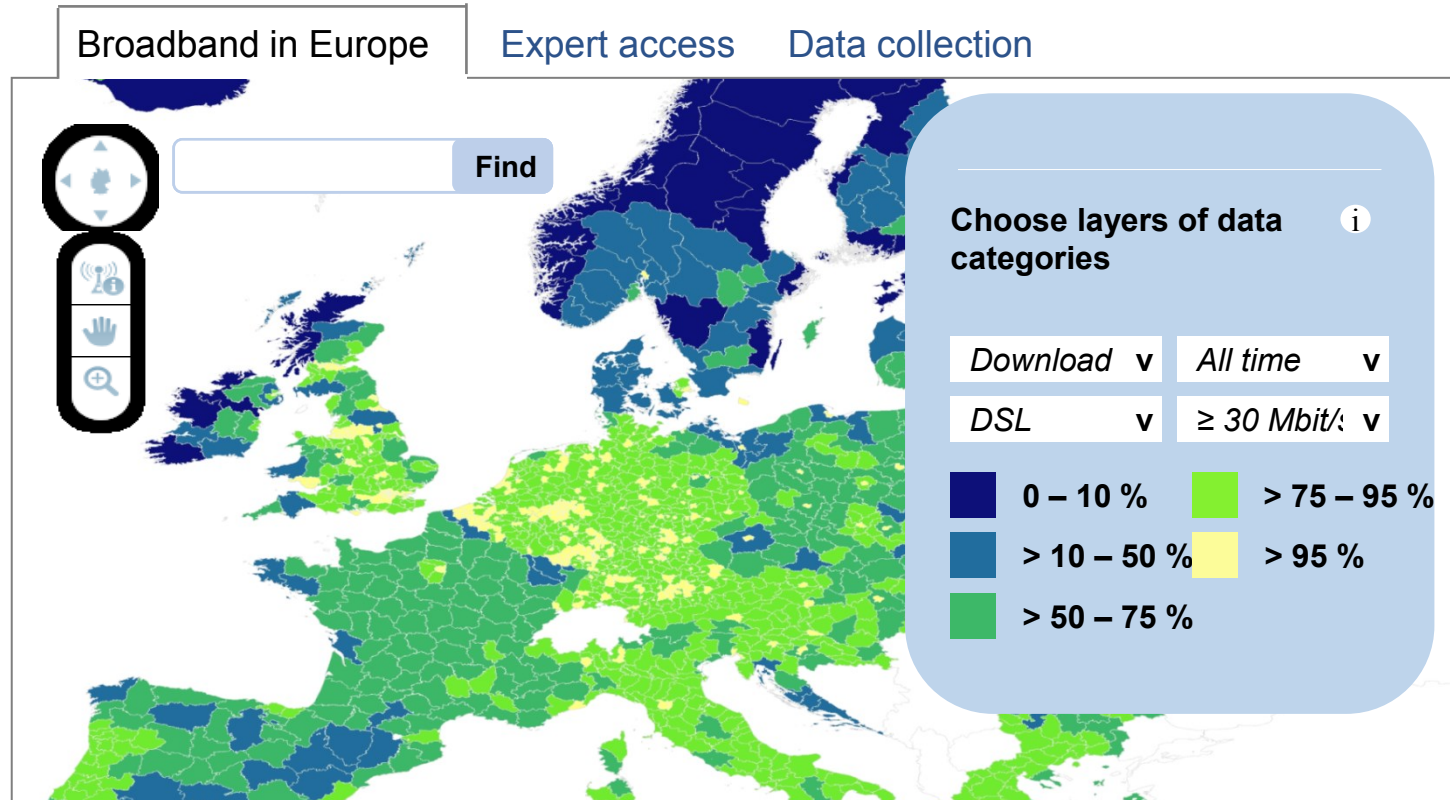 Broadband in Europe
Expert access
Data collection
Find
Choose layers of data
categories
i
Download v
All time v
DSL v
≥ 30 Mbit/s v
0 – 10 %
> 75 – 95 %
> 10 – 50 %
> 95 %
> 50 – 75 %